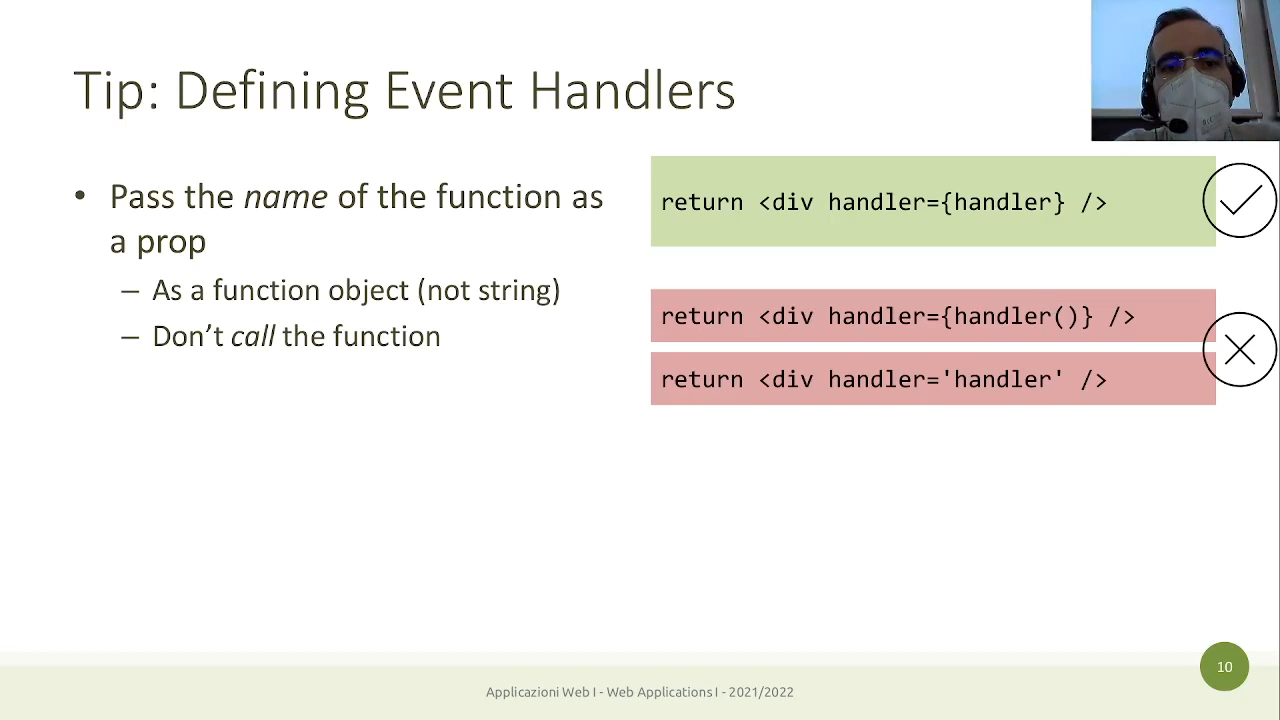 Tip: Defining Event Handlers
• Pass the name of the function as
a prop
– As a function object (not string)
– Don’t call the function
return <div handler={handler} />
return <div handler={handler()} />
return <div handler='handler' />
Applicazioni Web I - Web Applications I - 2021/2022
10